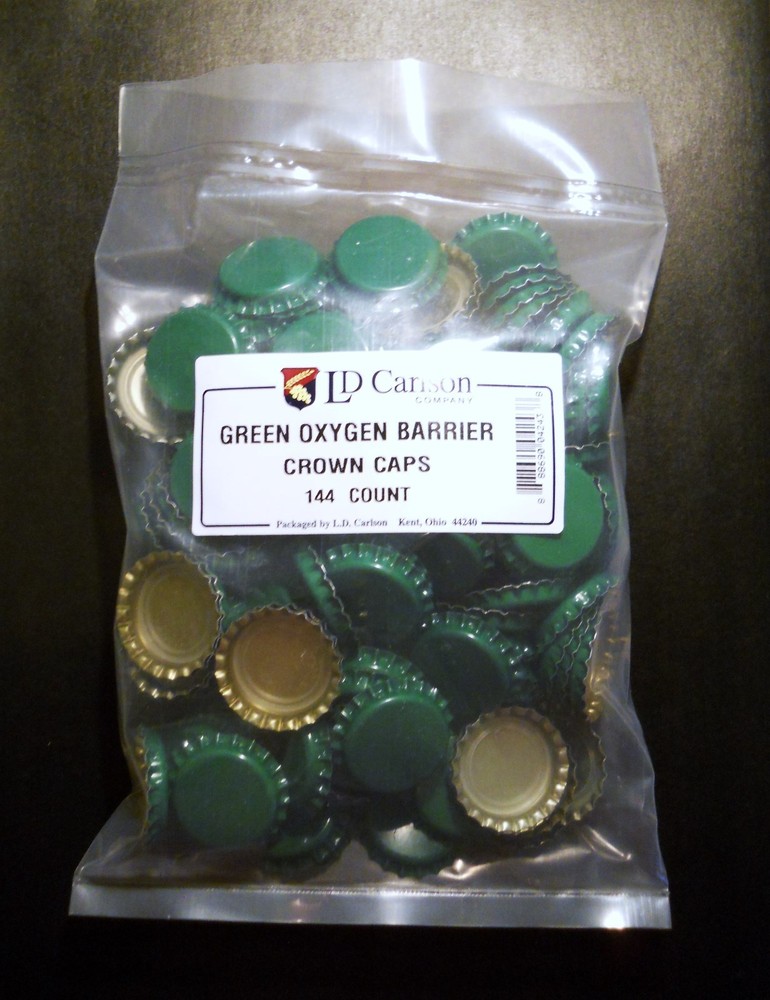 LD Carlson
COMPANY
GREEN OXYGEN BARRIER
CROWN CAPS
144 COUNT
Packaged by L.D. Carlson Kent, Ohio 44240